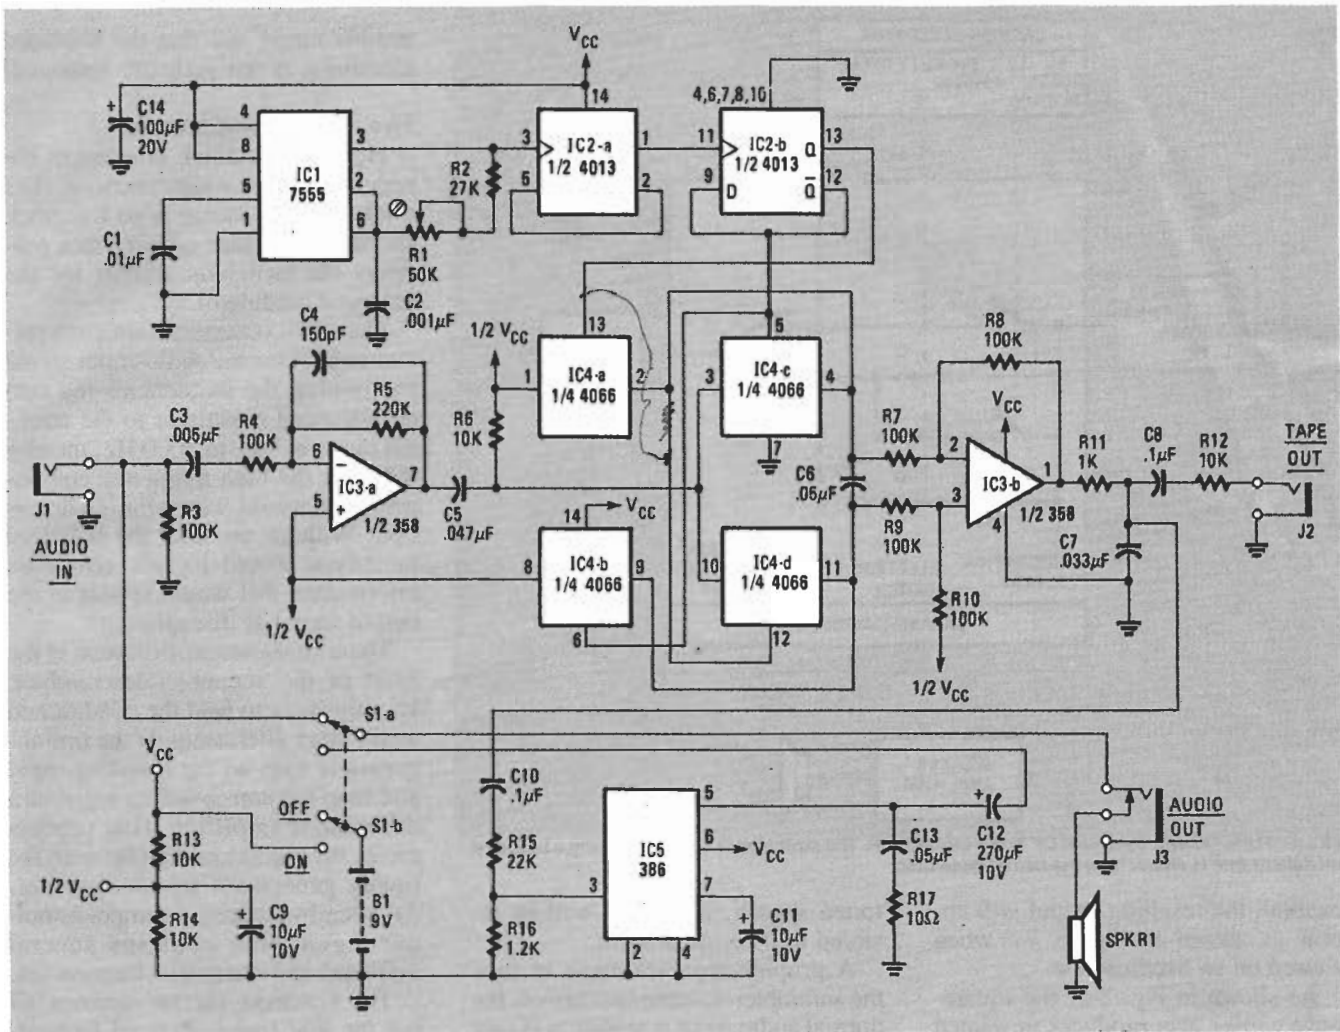 VCC
C14
100µF
20V
4
8
5
1
IC1
7555
3
2
6
R2
27K
R1
50K
C1
.01µF
C2
.001µF
14
3
5
IC2-a
1/2 4013
1
2
4,6,7,8,10
11
9
D
IC2-b
1/2 4013
Q
13
Q
12
C4
150pF
R5
220K
C3
.005µF
R4
100K
6
5
IC3-a
7
1/2 358
J1
AUDIO
IN
R3
100K
1/2 VCC
C5
.047µF
1/2 VCC
R6
10K
13
1
IC4-a
1/4 4066
2
5
3
IC4-c
1/4 4066
4
7
14
VCC
8
IC4-b
1/4 4066
9
6
10
IC4-d
1/4 4066
11
12
C6
.05µF
R7
100K
R9
100K
R8
100K
VCC
2
3
IC3-b
1
4
1/2 358
R10
100K
1/2 VCC
R11
1K
C8
.1µF
R12
10K
TAPE
OUT
J2
C7
.033µF
S1-a
OFF
S1-b
ON
VCC
R13
10K
1/2 VCC
R14
10K
C9
10µF
10V
B1
9V
C10
.1µF
R15
22K
R16
1.2K
IC5
386
3
5
6
VCC
7
2
4
C11
10µF
10V
C13
.05µF
R17
10Ω
C12
270µF
10V
AUDIO
OUT
J3
SPKR1